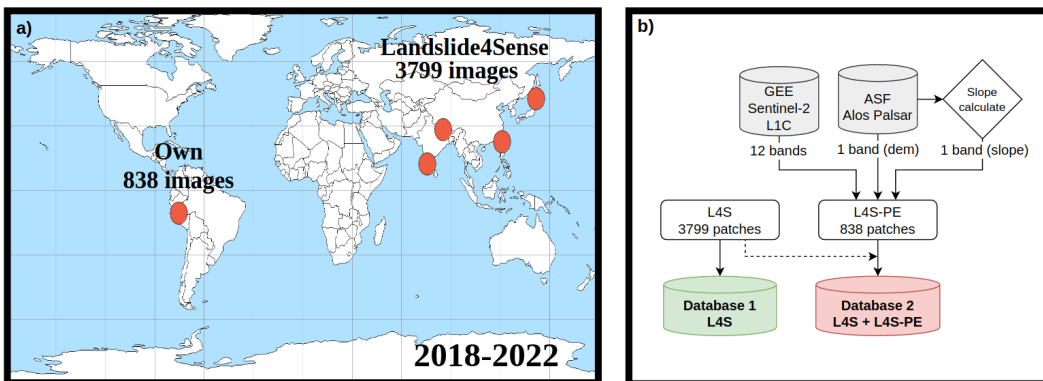 a)
Landslide4Sense
3799 images
Own
838 images
2018-2022
b)
GEE
Sentinel-2
L1C
ASF
Alos Palsar
Slope
calculate
12 bands
1 band (dem)
1 band (slope)
L4S
3799 patches
L4S-PE
838 patches
Database 1
L4S
Database 2
L4S + L4S-PE